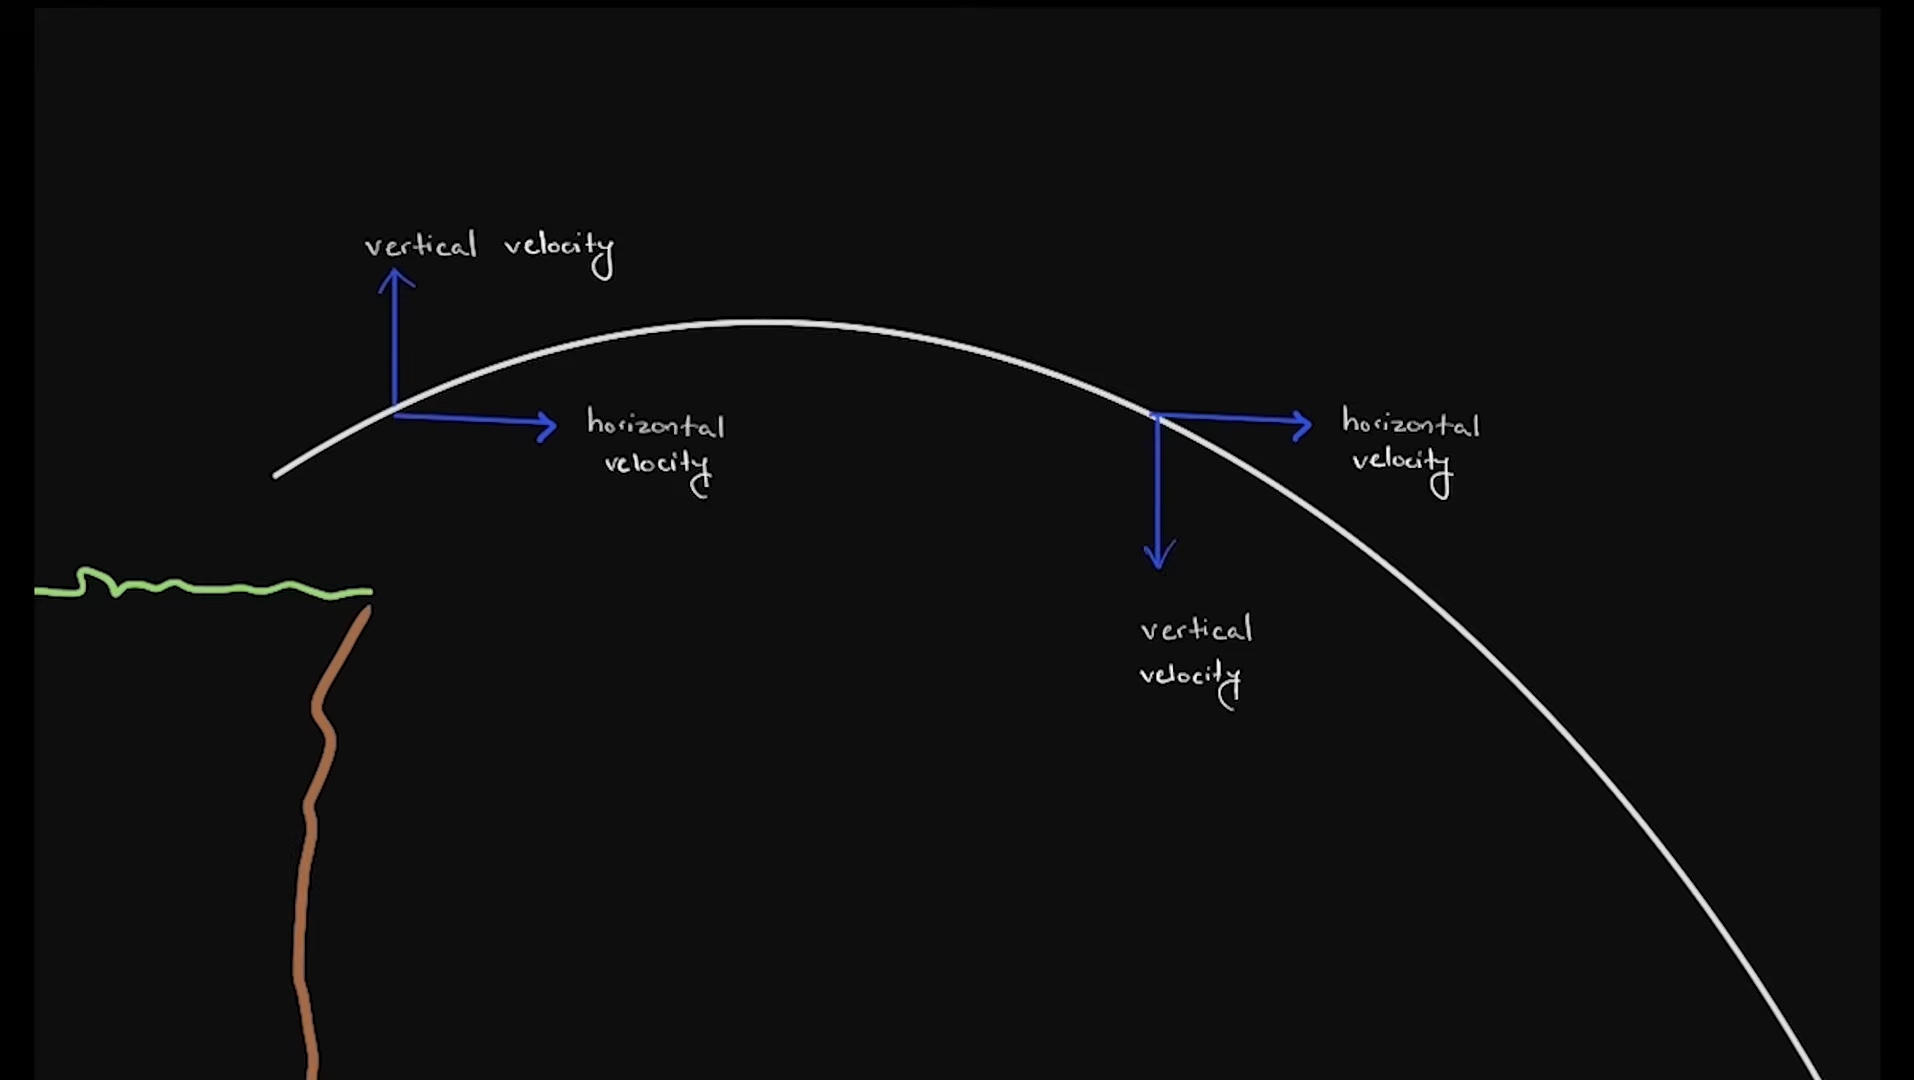 vertical velocity
horizontal
velocity
horizontal
velocity
vertical
velocity